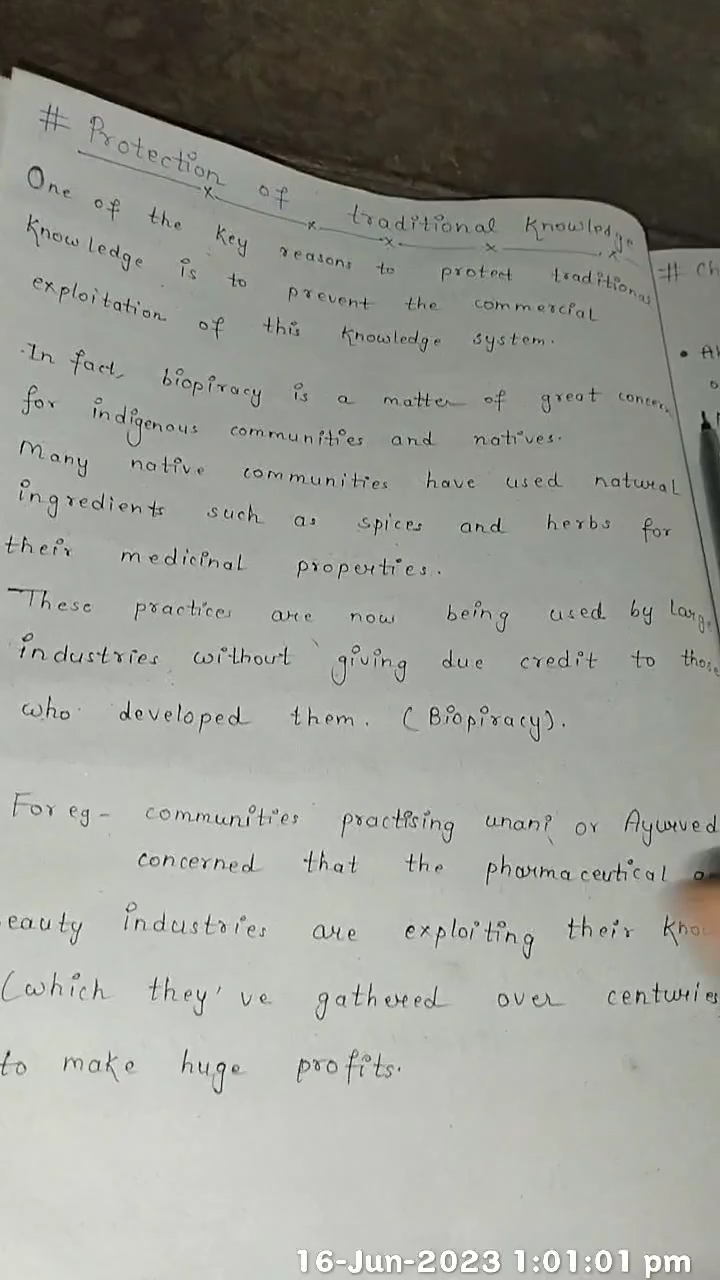 # Protection of traditional Knowledge
One of the key reasons to protect traditional
Knowledge is to prevent the commercial
exploitation of this Knowledge system.
In fact, biopiracy is a matter of great concern
for indigenous communities and natives.
Many native communities have used natural
ingredients such as spices and herbs for
their medicinal properties.
These practices are now being used by large
industries without giving due credit to those
who developed them. (Biopiracy).
For eg - communities practising unani or Ayurved
concerned that the pharmaceutical
eauty industries are exploiting their kno
(which they've gathered over centuries
to make huge profits.
# Ch
16-Jun-2023 1:01:01 pm